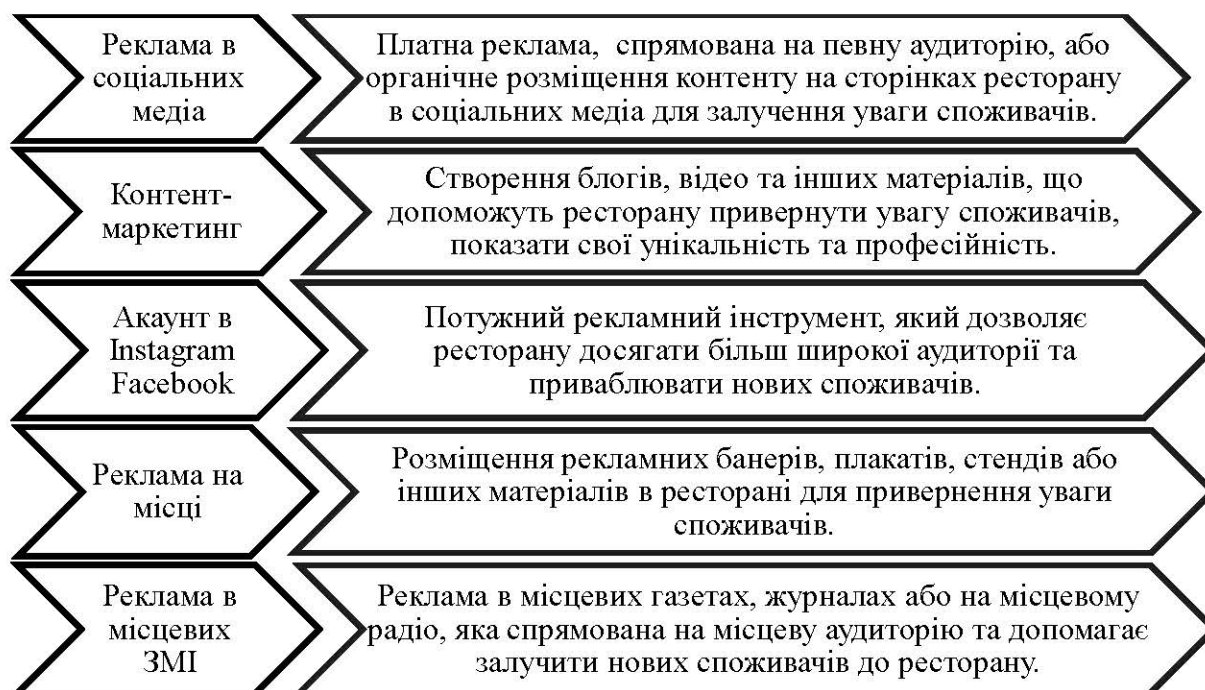 Реклама в
соціальних
медіа
Платна реклама, спрямована на певну аудиторію, або
органічне розміщення контенту на сторінках ресторану
в соціальних медіа для залучення уваги споживачів.
Контент-
маркетинг
Створення блогів, відео та інших матеріалів, що
допоможуть ресторану привернути увагу споживачів,
показати свої унікальність та професійність.
Акаунт в
Instagram
Facebook
Потужний рекламний інструмент, який дозволяє
ресторану досягати більш широкої аудиторії та
приваблювати нових споживачів.
Реклама на
місці
Розміщення рекламних банерів, плакатів, стендів або
інших матеріалів в ресторані для привернення уваги
споживачів.
Реклама в
місцевих
ЗМІ
Реклама в місцевих газетах, журналах або на місцевому
радіо, яка спрямована на місцеву аудиторію та допомагає
залучити нових споживачів до ресторану.